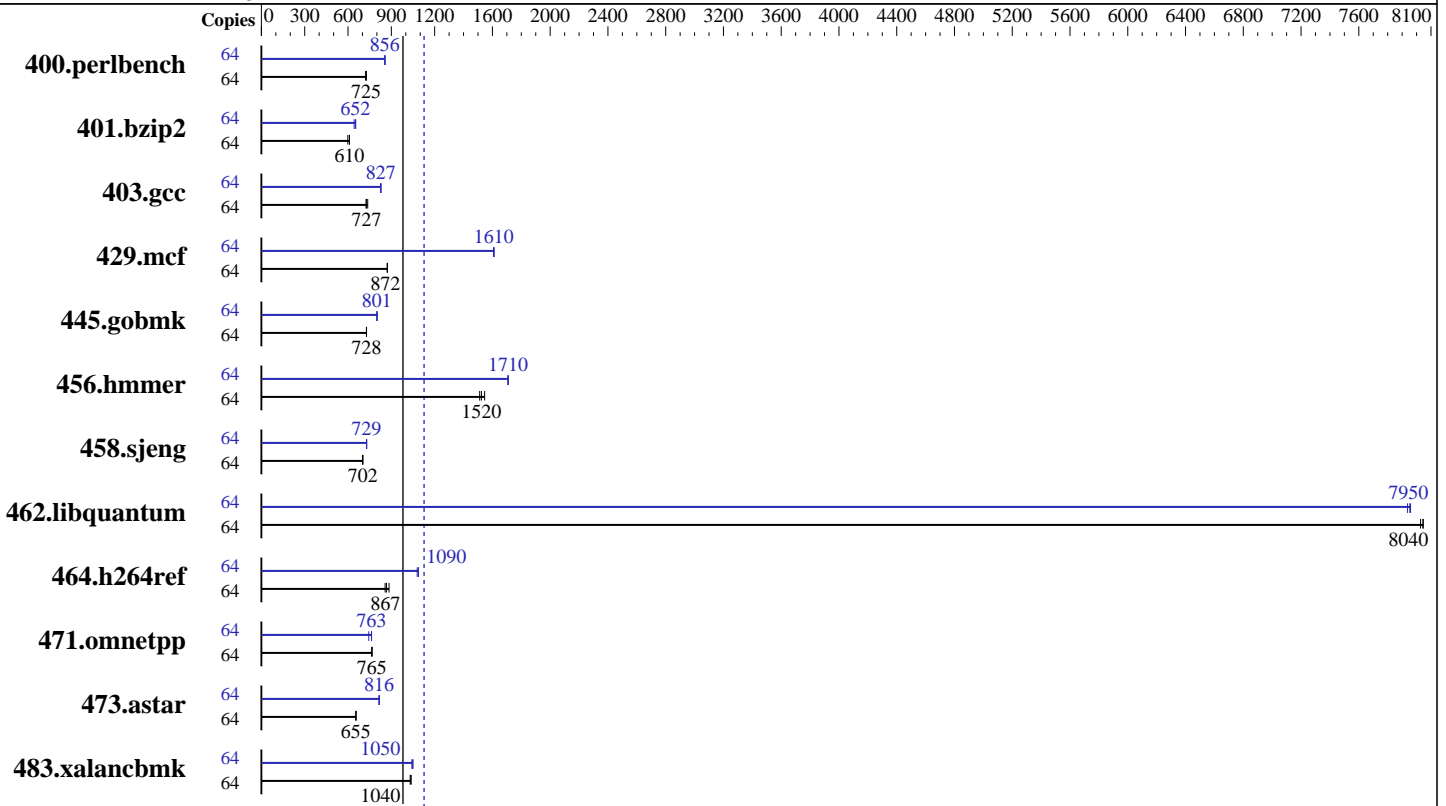 Copies 0 300 600 900 1200 1600 2000 2400 2800 3200 3600 4000 4400 4800 5200 5600 6000 6400 6800 7200 7600 8100
400.perlbench 64 856
64 725
401.bzip2 64 652
64 610
403.gcc 64 827
64 727
429.mcf 64 1610
64 872
445.gobmk 64 801
64 728
456.hmmer 64 1710
64 1520
458.sjeng 64 729
64 702
462.libquantum 64 7950
64 8040
464.h264ref 64 1090
64 867
471.omnetpp 64 763
64 765
473.astar 64 816
64 655
483.xalancbmk 64 1050
64 1040